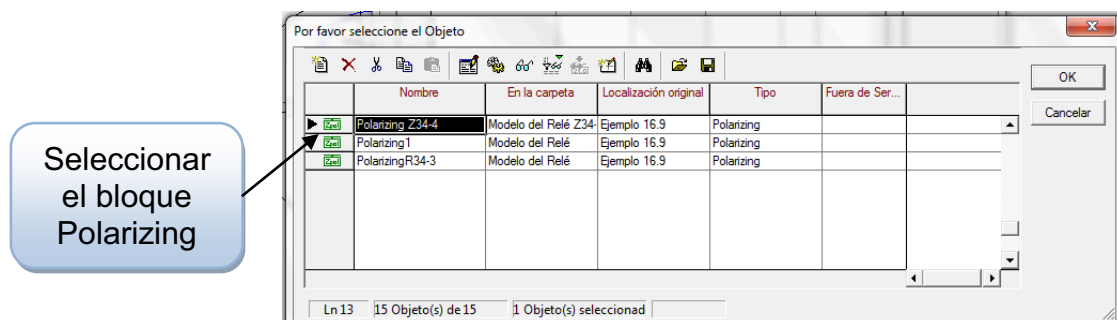 Por favor seleccione el Objeto
OK
Cancelar
Nombre En la carpeta Localización original Tipo Fuera de Ser...
Polarizing Z34-4 Modelo del Relé Z34- Ejemplo 16.9 Polarizing
Polarizing1 Modelo del Relé Ejemplo 16.9 Polarizing
PolarizingR34-3 Modelo del Relé Ejemplo 16.9 Polarizing
Seleccionar
el bloque
Polarizing
Ln 13 15 Objeto(s) de 15 1 Objeto(s) seleccionad